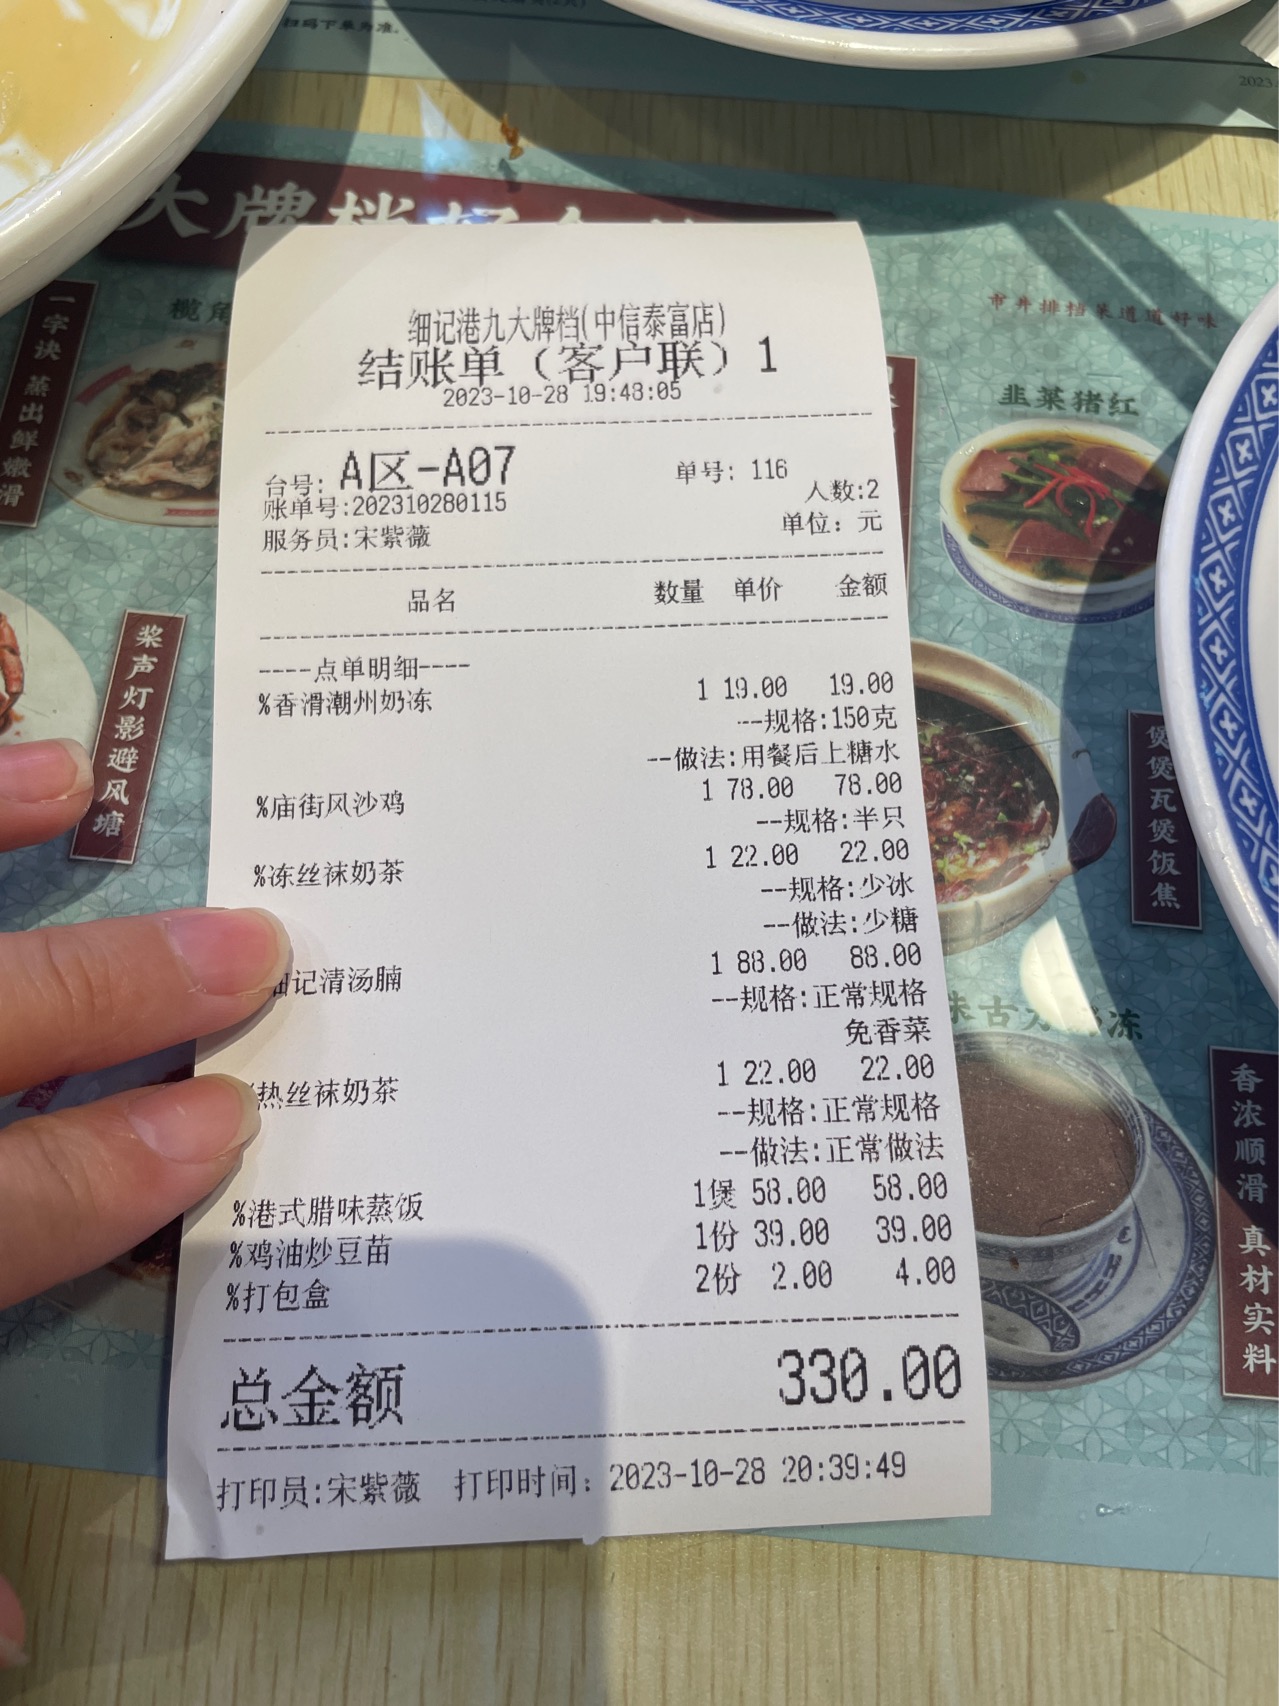 扫码下单为准。
2023
大牌档
一字诀 蒸出鲜嫩滑
桨声灯影避风塘
市井排档菜道道好味
韭菜猪红
煲煲瓦煲饭焦
香浓顺滑 真材实料
细记港九大牌档(中信泰富店)
结账单（客户联）1
2023-10-28 19:48:05
台号: A区-A07 单号: 116
账单号:202310280115 人数:2
服务员:宋紫薇 单位: 元
品名 数量 单价 金额
----点单明细----
%香滑潮州奶冻 1 19.00 19.00
--规格:150克
--做法:用餐后上糖水
%庙街风沙鸡 1 78.00 78.00
--规格:半只
%冻丝袜奶茶 1 22.00 22.00
--规格:少冰
--做法:少糖
细记清汤腩 1 88.00 88.00
--规格:正常规格
免香菜
热丝袜奶茶 1 22.00 22.00
--规格:正常规格
--做法:正常做法
%港式腊味蒸饭 1煲 58.00 58.00
%鸡油炒豆苗 1份 39.00 39.00
%打包盒 2份 2.00 4.00
总金额 330.00
打印员:宋紫薇 打印时间: 2023-10-28 20:39:49